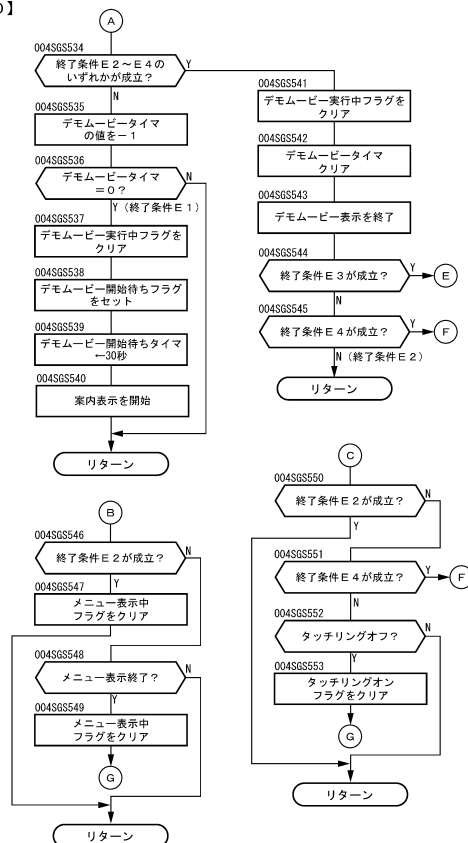 】
A
004SGS534
終了条件E2～E4の
いずれかが成立？
Y
N
004SGS535
デモムービータイマ
の値を－1
004SGS536
デモムービータイマ
＝0？
N
Y（終了条件E1）
004SGS537
デモムービー実行中フラグを
クリア
004SGS538
デモムービー開始待ちフラグ
をセット
004SGS539
デモムービー開始待ちタイマ
←30秒
004SGS540
案内表示を開始
リターン
004SGS541
デモムービー実行中フラグを
クリア
004SGS542
デモムービータイマ
クリア
004SGS543
デモムービー表示を終了
004SGS544
終了条件E3が成立？
Y
E
N
004SGS545
終了条件E4が成立？
Y
F
N（終了条件E2）
リターン
B
004SGS546
終了条件E2が成立？
N
Y
004SGS547
メニュー表示中
フラグをクリア
004SGS548
メニュー表示終了？
N
Y
004SGS549
メニュー表示中
フラグをクリア
G
リターン
C
004SGS550
終了条件E2が成立？
N
Y
004SGS551
終了条件E4が成立？
Y
F
N
004SGS552
タッチリングオフ？
N
Y
004SGS553
タッチリングオン
フラグをクリア
G
リターン